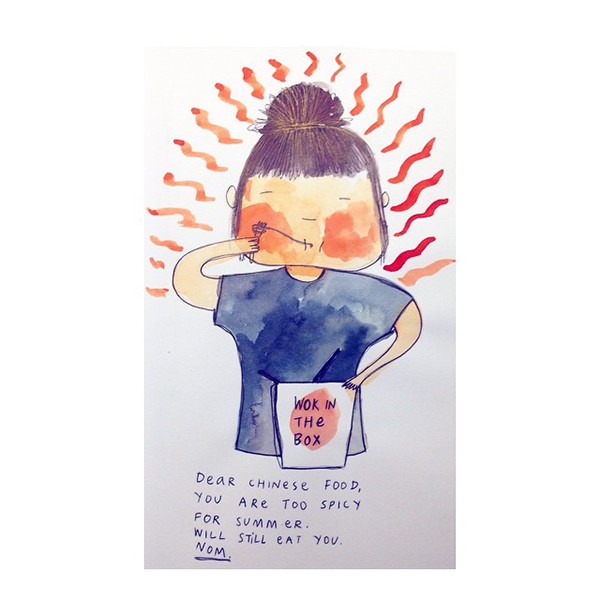 WOK IN
THE
BOX
DEAR CHINESE FOOD,
YOU ARE TOO SPICY
FOR SUMMER.
WILL STILL EAT YOU.
NOM.